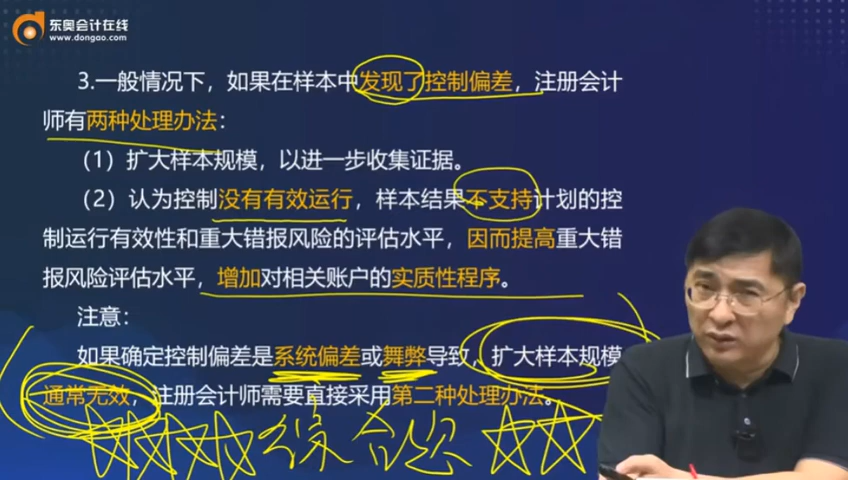 东奥会计在线
www.dongao.com
3.一般情况下，如果在样本中发现了控制偏差，注册会计
师有两种处理办法：
（1）扩大样本规模，以进一步收集证据。
（2）认为控制没有有效运行，样本结果不支持计划的控
制运行有效性和重大错报风险的评估水平，因而提高重大错
报风险评估水平，增加对相关账户的实质性程序。
注意：
如果确定控制偏差是系统偏差或舞弊导致，扩大样本规模
通常无效，注册会计师需要直接采用第二种处理办法。
综合题